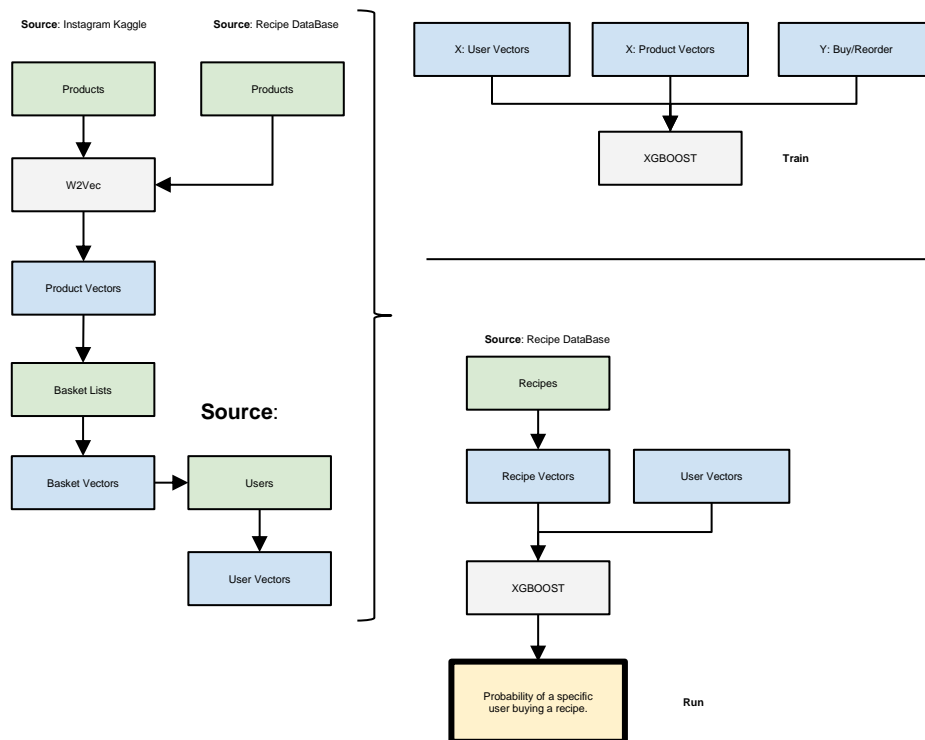 Source: Instagram Kaggle
Source: Recipe DataBase
Products
Products
W2Vec
Product Vectors
Basket Lists
Source:
Basket Vectors
Users
User Vectors
X: User Vectors
X: Product Vectors
Y: Buy/Reorder
XGBOOST
Train
Source: Recipe DataBase
Recipes
Recipe Vectors
User Vectors
XGBOOST
Probability of a specific
user buying a recipe.
Run